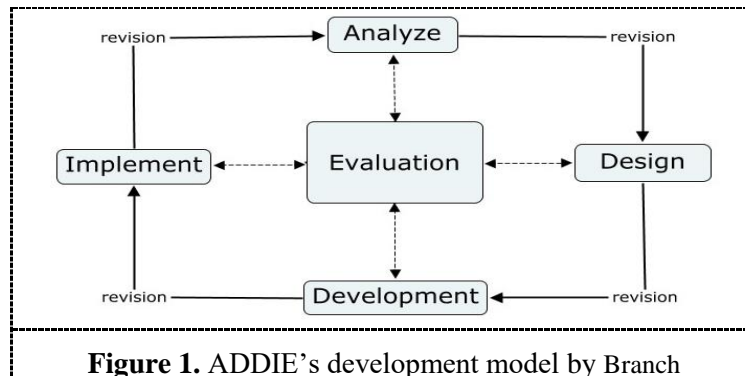 revision
Analyze
revision
Implement
Evaluation
Design
revision
Development
revision
Figure 1. ADDIE's development model by Branch